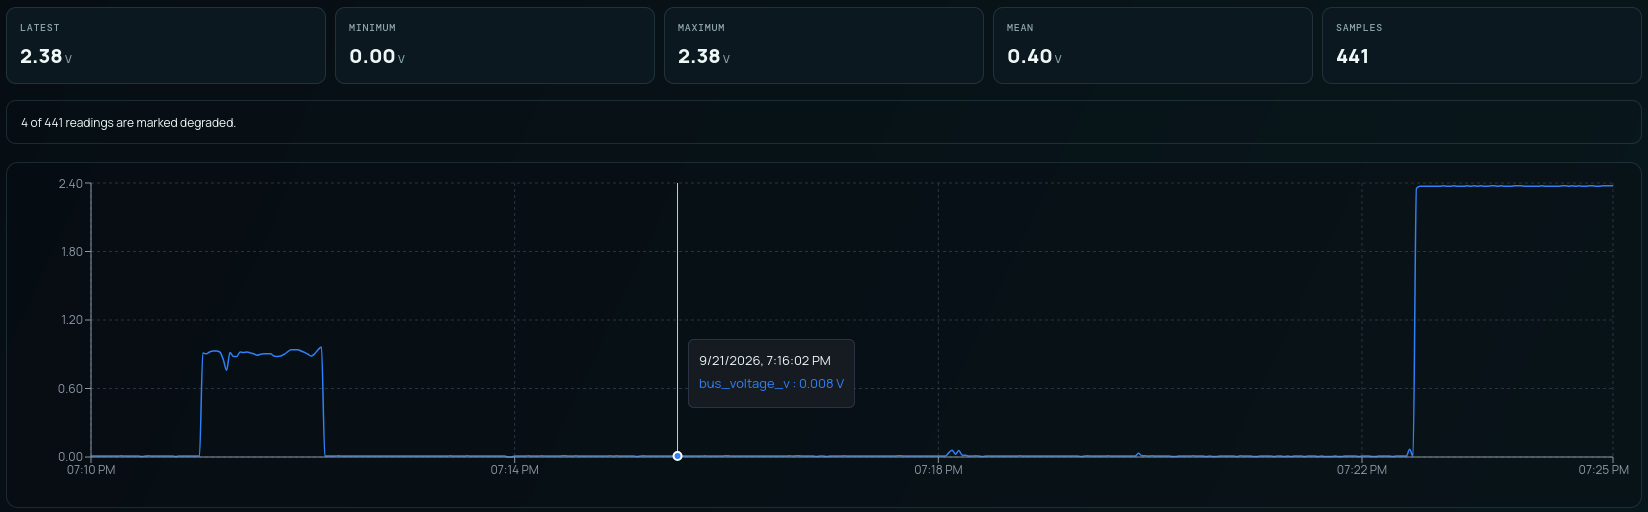 LATEST
2.38 V
MINIMUM
0.00 V
MAXIMUM
2.38 V
MEAN
0.40 V
SAMPLES
441
4 of 441 readings are marked degraded.
2.40
1.80
1.20
0.60
0.00
9/21/2026, 7:16:02 PM
bus_voltage_v : 0.008 V
07:10 PM
07:14 PM
07:18 PM
07:22 PM
07:25 PM